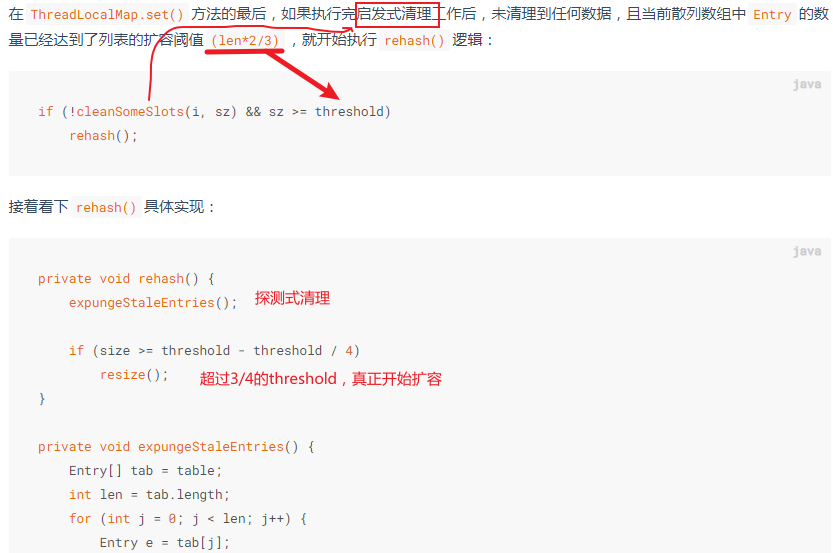 在 ThreadLocalMap.set() 方法的最后，如果执行完启发式清理工作后，未清理到任何数据，且当前散列数组中 Entry 的数
量已经达到了列表的扩容阈值 (len*2/3) ，就开始执行 rehash() 逻辑：
java
if (!cleanSomeSlots(i, sz) && sz >= threshold)
rehash();
接着看下 rehash() 具体实现：
java
private void rehash() {
expungeStaleEntries(); 探测式清理
if (size >= threshold - threshold / 4)
resize(); 超过3/4的threshold，真正开始扩容
}
private void expungeStaleEntries() {
Entry[] tab = table;
int len = tab.length;
for (int j = 0; j < len; j++) {
Entry e = tab[j];